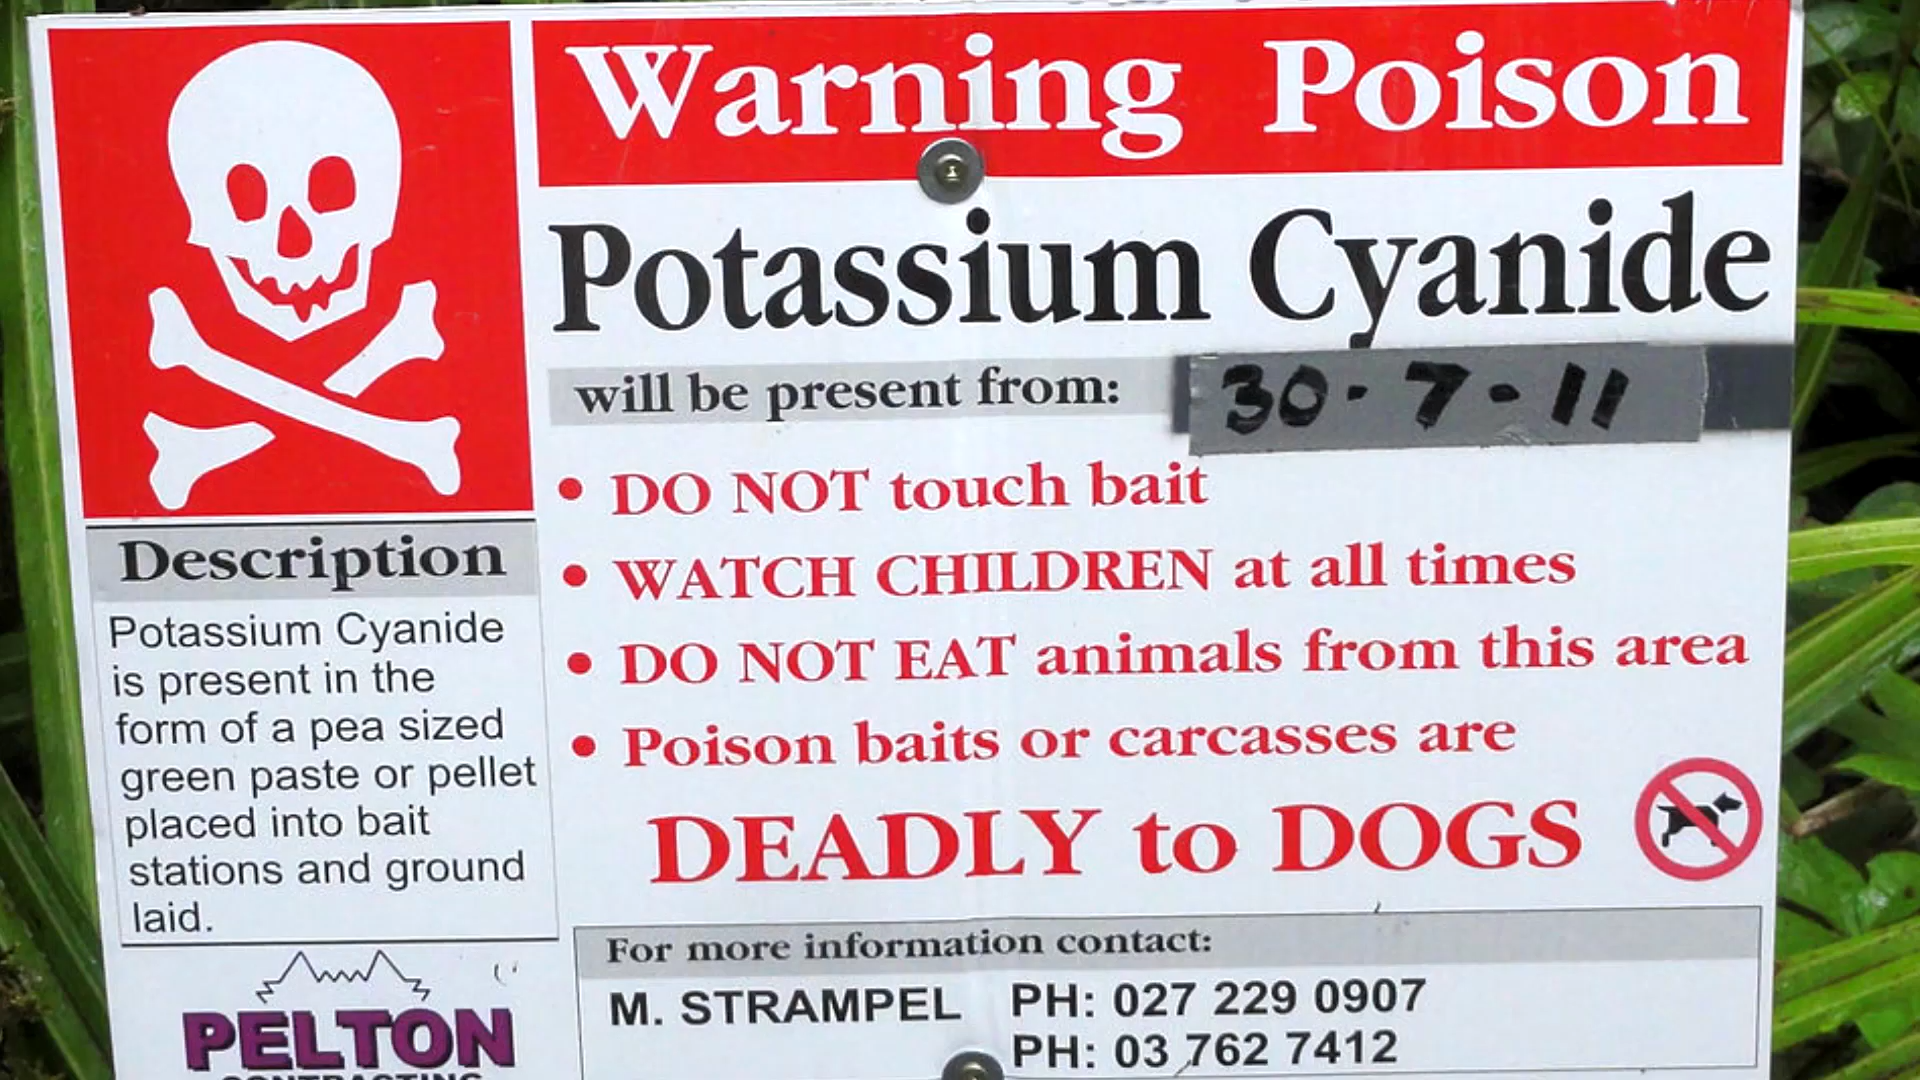 Warning Poison
Potassium Cyanide
will be present from: 30·7-11
• DO NOT touch bait
• WATCH CHILDREN at all times
• DO NOT EAT animals from this area
• Poison baits or carcasses are
DEADLY to DOGS
Description
Potassium Cyanide
is present in the
form of a pea sized
green paste or pellet
placed into bait
stations and ground
laid.
PELTON
CONTRACTING
For more information contact:
M. STRAMPEL PH: 027 229 0907
PH: 03 762 7412